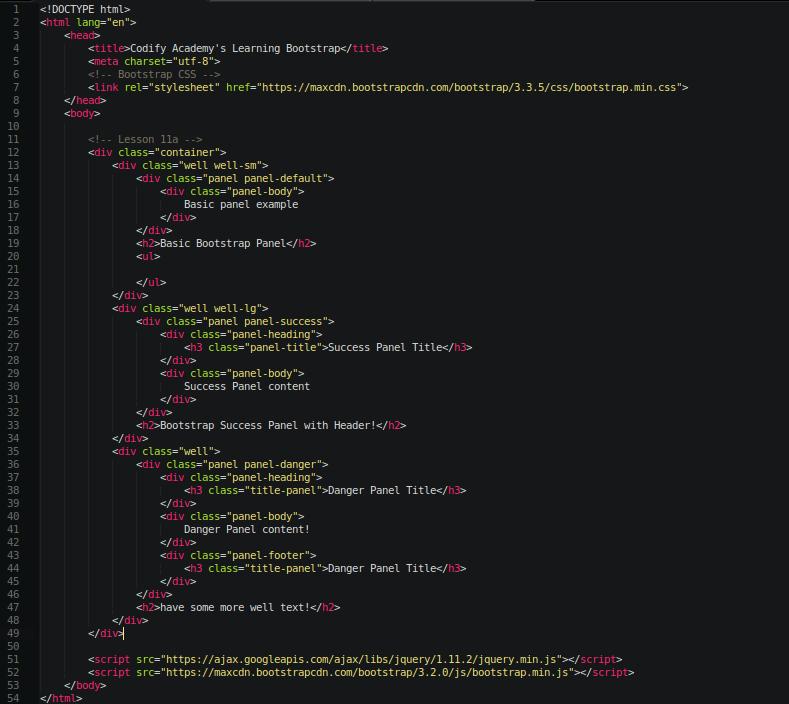 1 <!DOCTYPE html>
2 <html lang="en">
3     <head>
4         <title>Codify Academy's Learning Bootstrap</title>
5         <meta charset="utf-8">
6         <!-- Bootstrap CSS -->
7         <link rel="stylesheet" href="https://maxcdn.bootstrapcdn.com/bootstrap/3.3.5/css/bootstrap.min.css">
8     </head>
9     <body>
10
11         <!-- Lesson 11a -->
12         <div class="container">
13             <div class="well well-sm">
14                 <div class="panel panel-default">
15                     <div class="panel-body">
16                         Basic panel example
17                     </div>
18                 </div>
19                 <h2>Basic Bootstrap Panel</h2>
20                 <ul>
21
22                 </ul>
23             </div>
24             <div class="well well-lg">
25                 <div class="panel panel-success">
26                     <div class="panel-heading">
27                         <h3 class="panel-title">Success Panel Title</h3>
28                     </div>
29                     <div class="panel-body">
30                         Success Panel content
31                     </div>
32                 </div>
33                 <h2>Bootstrap Success Panel with Header!</h2>
34             </div>
35             <div class="well">
36                 <div class="panel panel-danger">
37                     <div class="panel-heading">
38                         <h3 class="title-panel">Danger Panel Title</h3>
39                     </div>
40                     <div class="panel-body">
41                         Danger Panel content!
42                     </div>
43                     <div class="panel-footer">
44                         <h3 class="title-panel">Danger Panel Title</h3>
45                     </div>
46                 </div>
47                 <h2>have some more well text!</h2>
48             </div>
49         </div>
50
51         <script src="https://ajax.googleapis.com/ajax/libs/jquery/1.11.2/jquery.min.js"></script>
52         <script src="https://maxcdn.bootstrapcdn.com/bootstrap/3.2.0/js/bootstrap.min.js"></script>
53     </body>
54 </html>